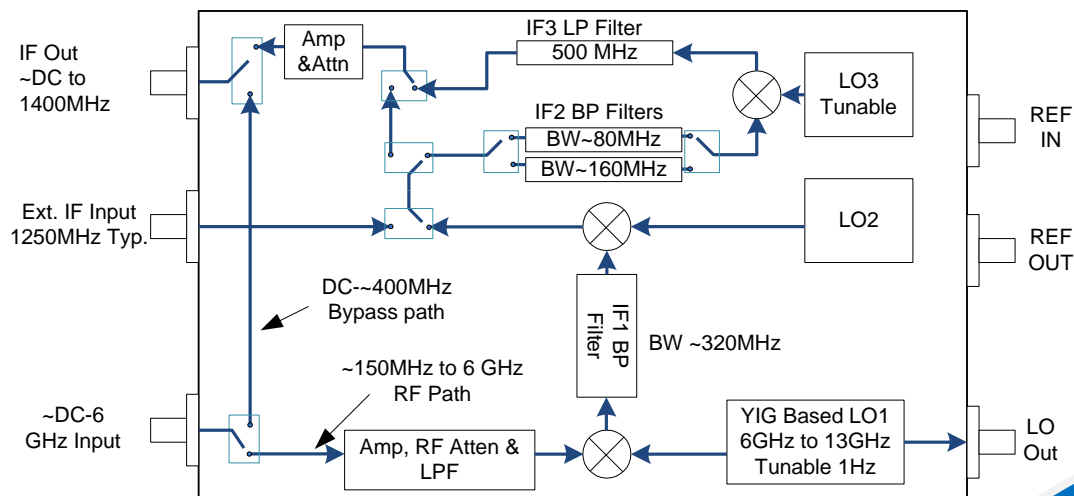 IF Out
~DC to
1400MHz
Amp
&Attn
IF3 LP Filter
500 MHz
LO3
Tunable
REF
IN
IF2 BP Filters
BW~80MHz
BW~160MHz
Ext. IF Input
1250MHz Typ.
LO2
REF
OUT
DC-~400MHz
Bypass path
IF1 BP
Filter
BW ~320MHz
~150MHz to 6 GHz
RF Path
~DC-6
GHz Input
Amp, RF Atten &
LPF
YIG Based LO1
6GHz to 13GHz
Tunable 1Hz
LO
Out